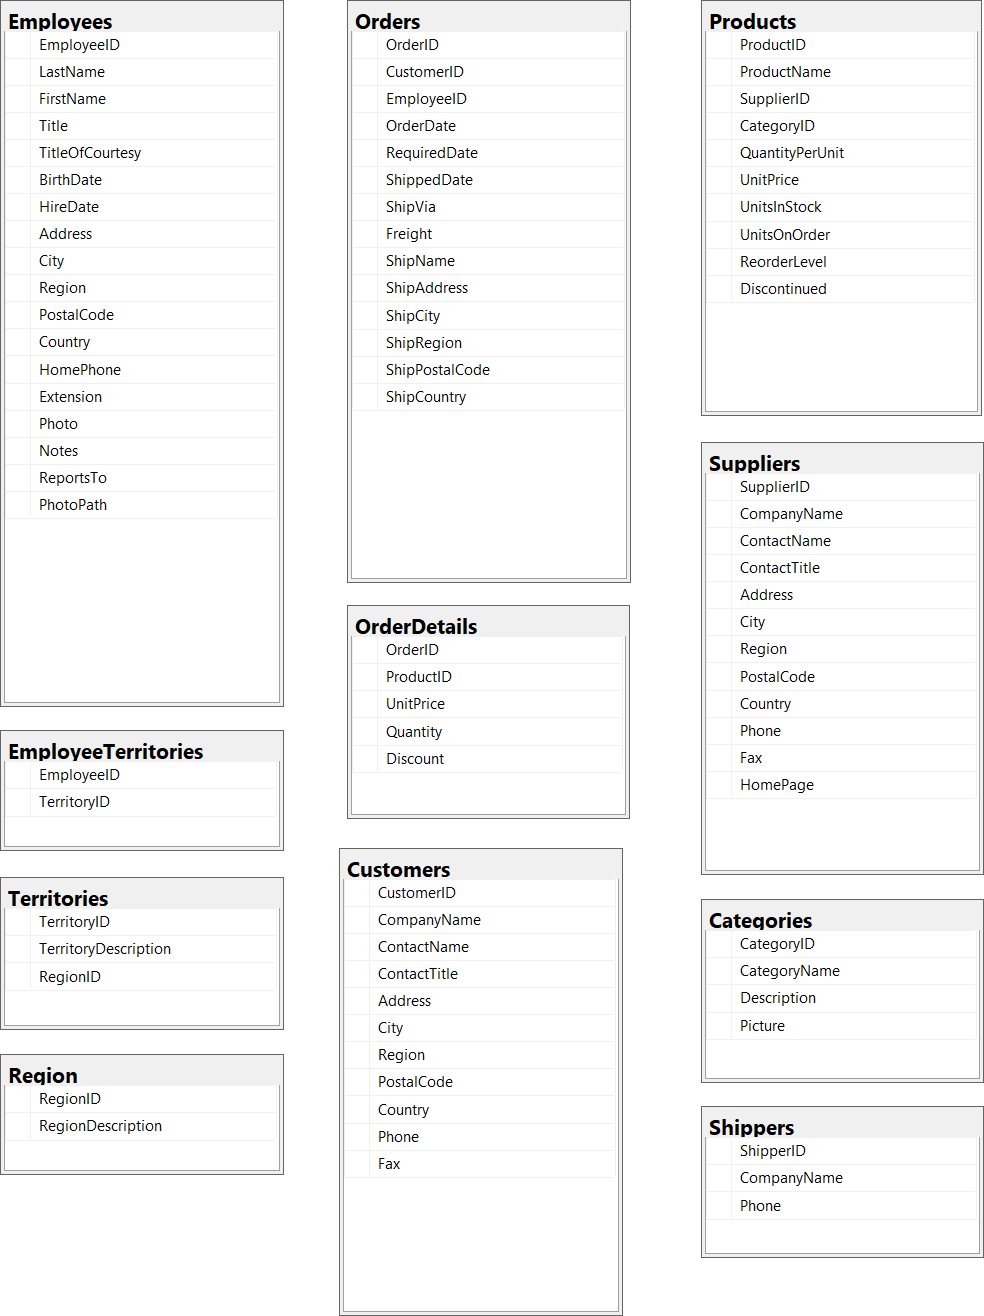 Employees
EmployeeID
LastName
FirstName
Title
TitleOfCourtesy
BirthDate
HireDate
Address
City
Region
PostalCode
Country
HomePhone
Extension
Photo
Notes
ReportsTo
PhotoPath
EmployeeTerritories
EmployeeID
TerritoryID
Territories
TerritoryID
TerritoryDescription
RegionID
Region
RegionID
RegionDescription
Orders
OrderID
CustomerID
EmployeeID
OrderDate
RequiredDate
ShippedDate
ShipVia
Freight
ShipName
ShipAddress
ShipCity
ShipRegion
ShipPostalCode
ShipCountry
OrderDetails
OrderID
ProductID
UnitPrice
Quantity
Discount
Customers
CustomerID
CompanyName
ContactName
ContactTitle
Address
City
Region
PostalCode
Country
Phone
Fax
Products
ProductID
ProductName
SupplierID
CategoryID
QuantityPerUnit
UnitPrice
UnitsInStock
UnitsOnOrder
ReorderLevel
Discontinued
Suppliers
SupplierID
CompanyName
ContactName
ContactTitle
Address
City
Region
PostalCode
Country
Phone
Fax
HomePage
Categories
CategoryID
CategoryName
Description
Picture
Shippers
ShipperID
CompanyName
Phone